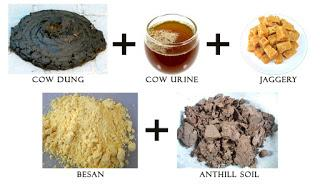 COW DUNG
COW URINE
JAGGERY
BESAN
ANTHILL SOIL